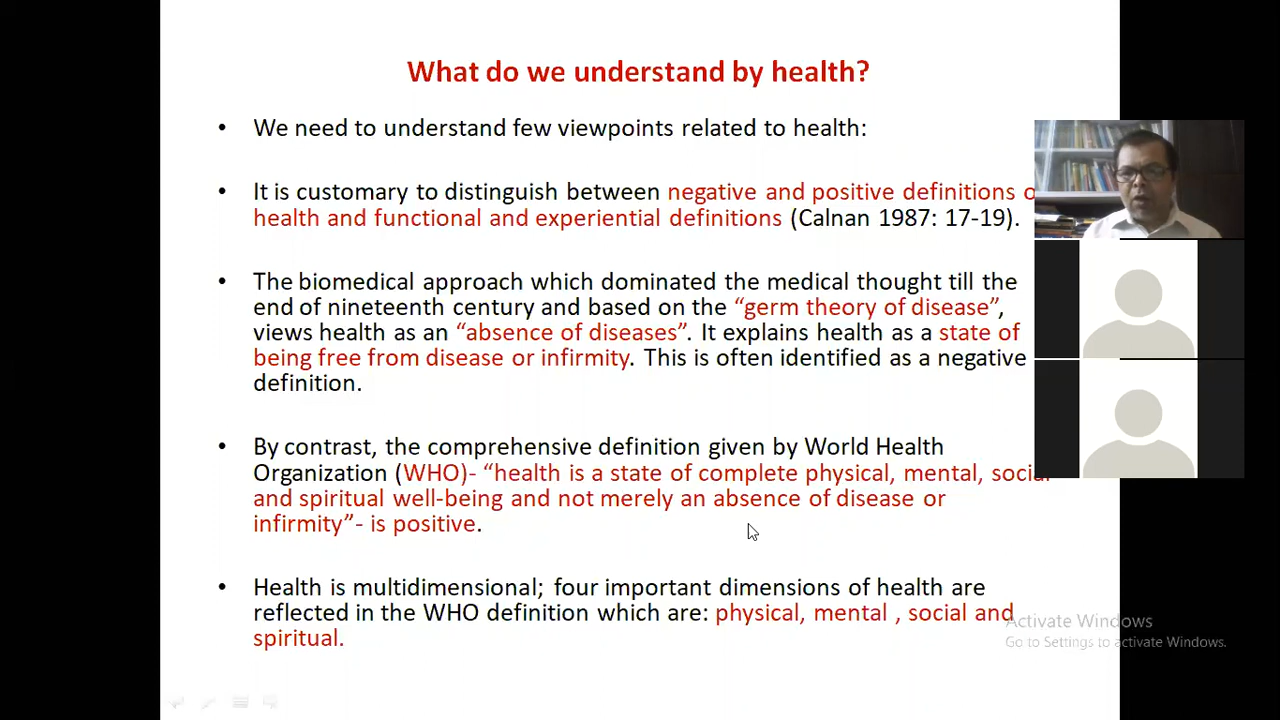 What do we understand by health?
• We need to understand few viewpoints related to health:
• It is customary to distinguish between negative and positive definitions o
health and functional and experiential definitions (Calnan 1987: 17-19).
• The biomedical approach which dominated the medical thought till the
end of nineteenth century and based on the “germ theory of disease”,
views health as an “absence of diseases”. It explains health as a state of
being free from disease or infirmity. This is often identified as a negative
definition.
• By contrast, the comprehensive definition given by World Health
Organization (WHO)- “health is a state of complete physical, mental, social
and spiritual well-being and not merely an absence of disease or
infirmity”- is positive.
• Health is multidimensional; four important dimensions of health are
reflected in the WHO definition which are: physical, mental , social and
spiritual.
Activate Windows
Go to Settings to activate Windows.